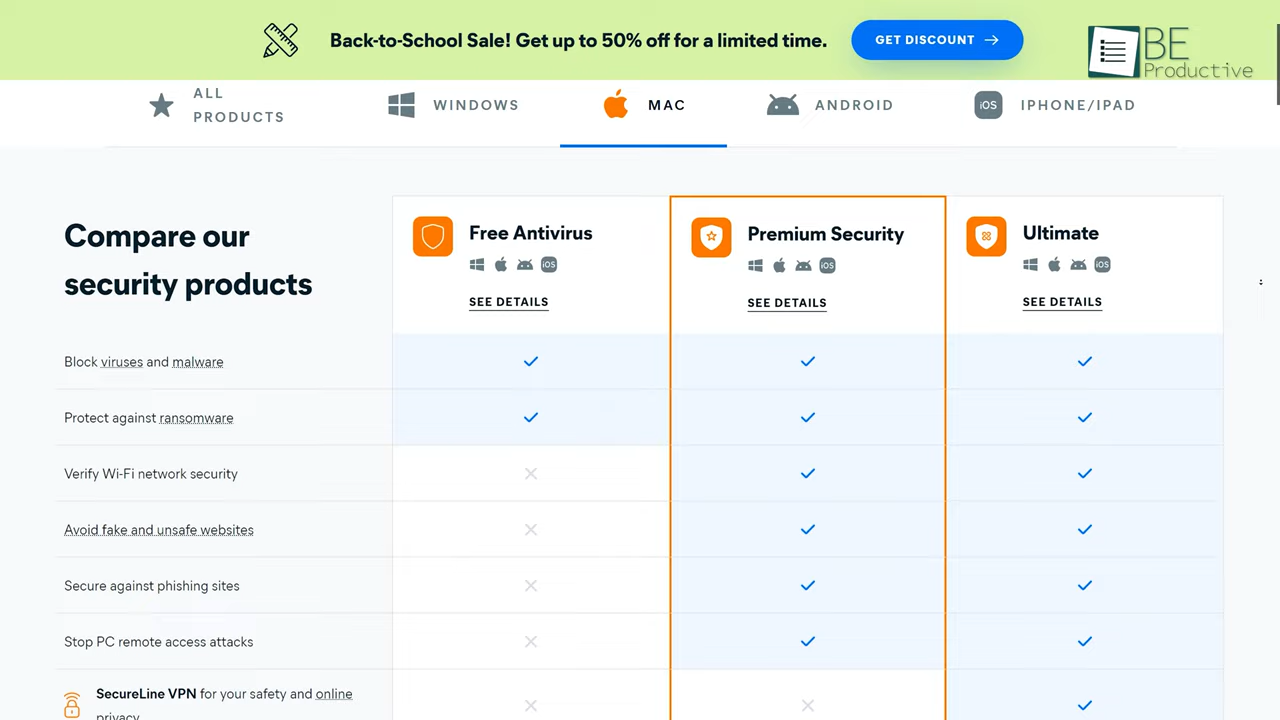 Back-to-School Sale! Get up to 50% off for a limited time.
GET DISCOUNT
BE
Productive
ALL
PRODUCTS
WINDOWS
MAC
ANDROID
iOS
IPHONE/IPAD
Compare our
security products
Free Antivirus
iOS
SEE DETAILS
Premium Security
iOS
SEE DETAILS
Ultimate
iOS
SEE DETAILS
Block viruses and malware
Protect against ransomware
Verify Wi-Fi network security
Avoid fake and unsafe websites
Secure against phishing sites
Stop PC remote access attacks
SecureLine VPN for your safety and online
privacy